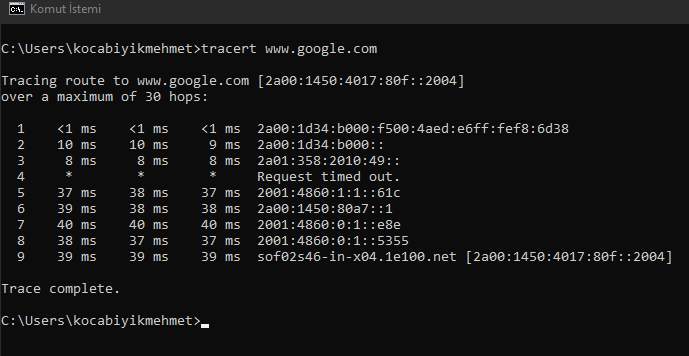 Komut İstemi
C:\Users\kocabiyikmehmet>tracert www.google.com
Tracing route to www.google.com [2a00:1450:4017:80f::2004]
over a maximum of 30 hops:
1 <1 ms <1 ms <1 ms 2a00:1d34:b000:f500:4aed:e6ff:fef8:6d38
2 10 ms 10 ms 9 ms 2a00:1d34:b000::
3 8 ms 8 ms 8 ms 2a01:358:2010:49::
4 * * * Request timed out.
5 37 ms 38 ms 37 ms 2001:4860:1:1::61c
6 39 ms 38 ms 38 ms 2a00:1450:80a7::1
7 40 ms 40 ms 40 ms 2001:4860:0:1::e8e
8 38 ms 37 ms 37 ms 2001:4860:0:1::5355
9 39 ms 39 ms 39 ms sof02s46-in-x04.1e100.net [2a00:1450:4017:80f::2004]
Trace complete.
C:\Users\kocabiyikmehmet>